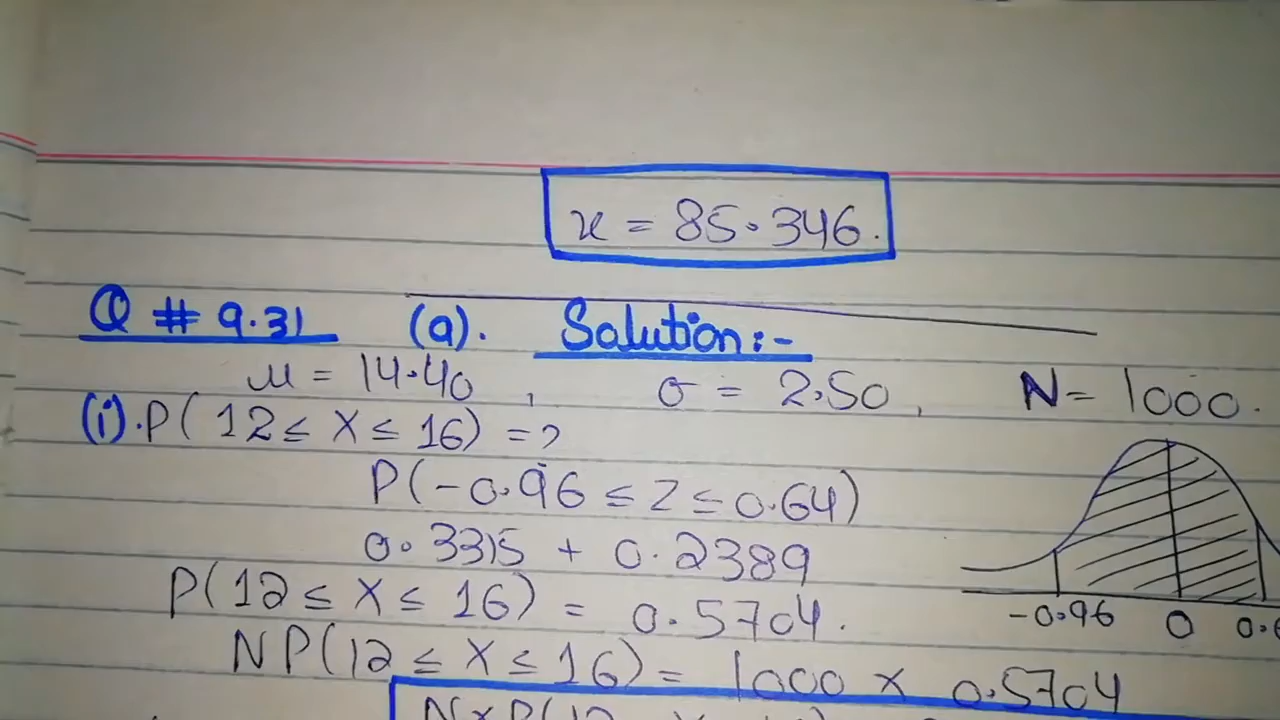 x = 85.346.
Q # 9.31 (a). Solution:-
μ = 14.40 , σ = 2.50 , N = 1000.
(i). P( 12 ≤ X ≤ 16) = ?
P(-0.96 ≤ Z ≤ 0.64)
0.3315 + 0.2389
P(12 ≤ X ≤ 16) = 0.5704.
-0.96 0
NP(12 ≤ X ≤ 16) = 1000 × 0.5704